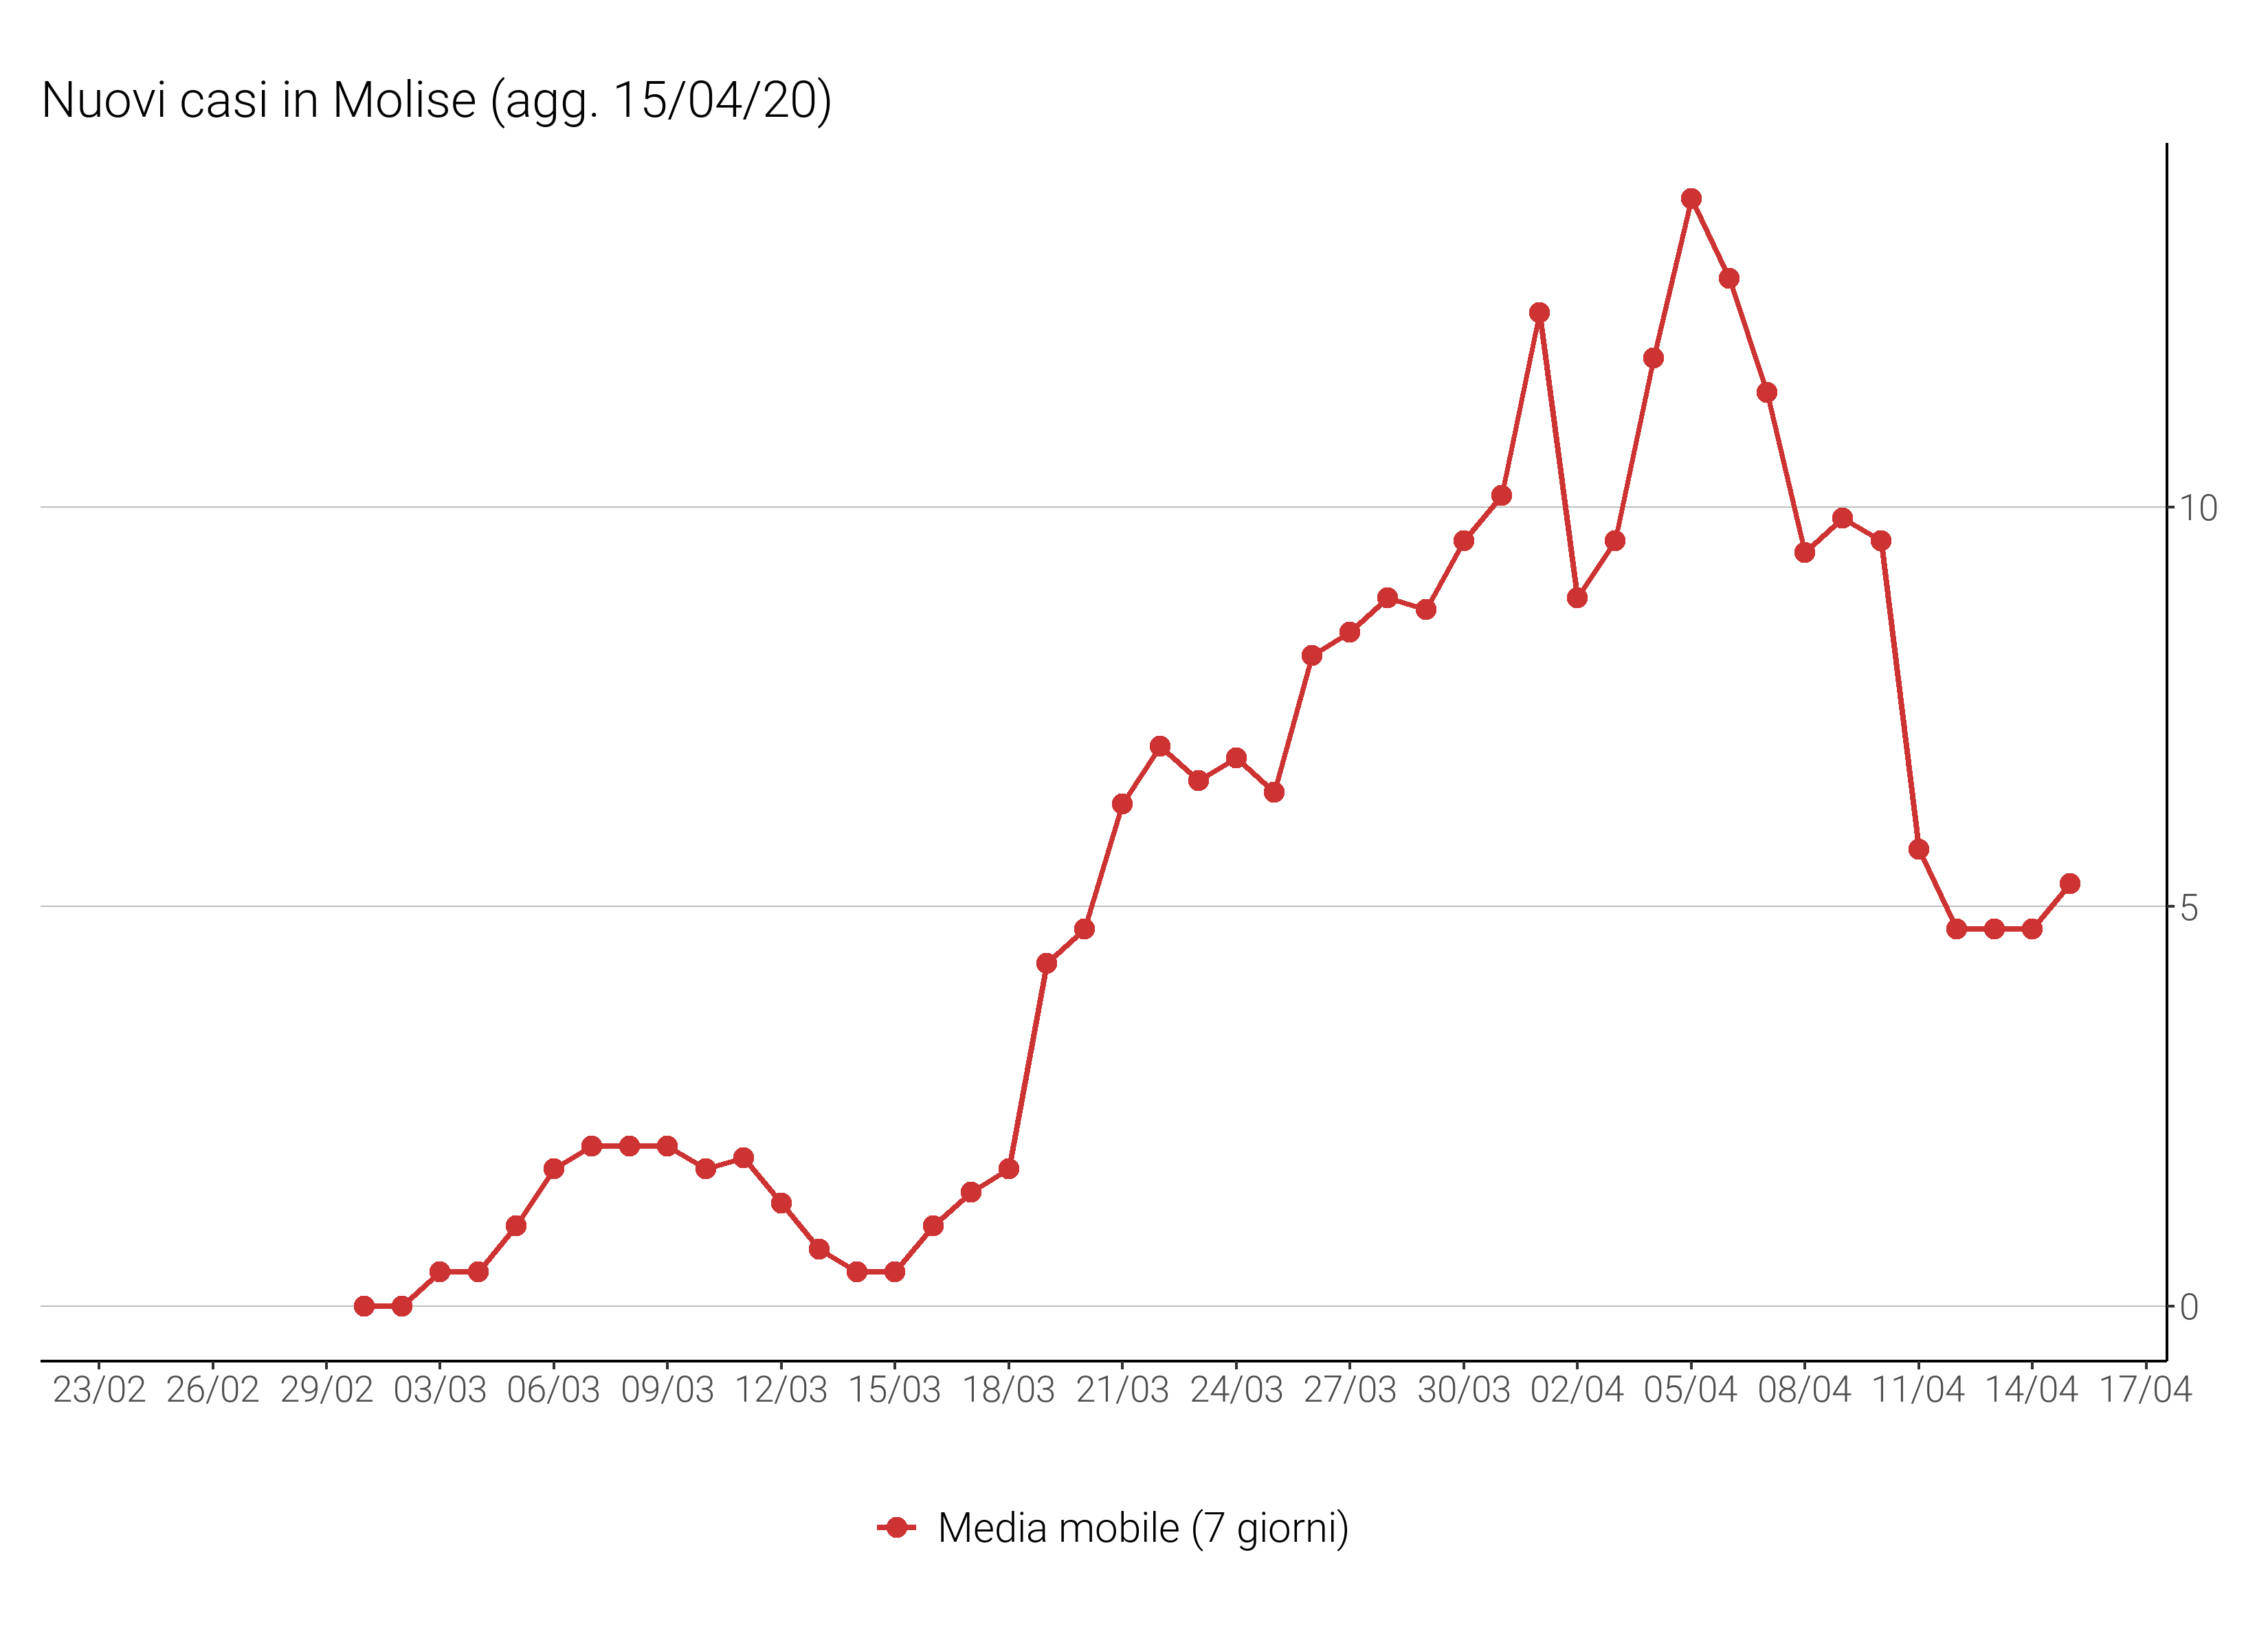 Nuovi casi in Molise (agg. 15/04/20)
10
5
0
23/02 26/02 29/02 03/03 06/03 09/03 12/03 15/03 18/03 21/03 24/03 27/03 30/03 02/04 05/04 08/04 11/04 14/04 17/04
Media mobile (7 giorni)